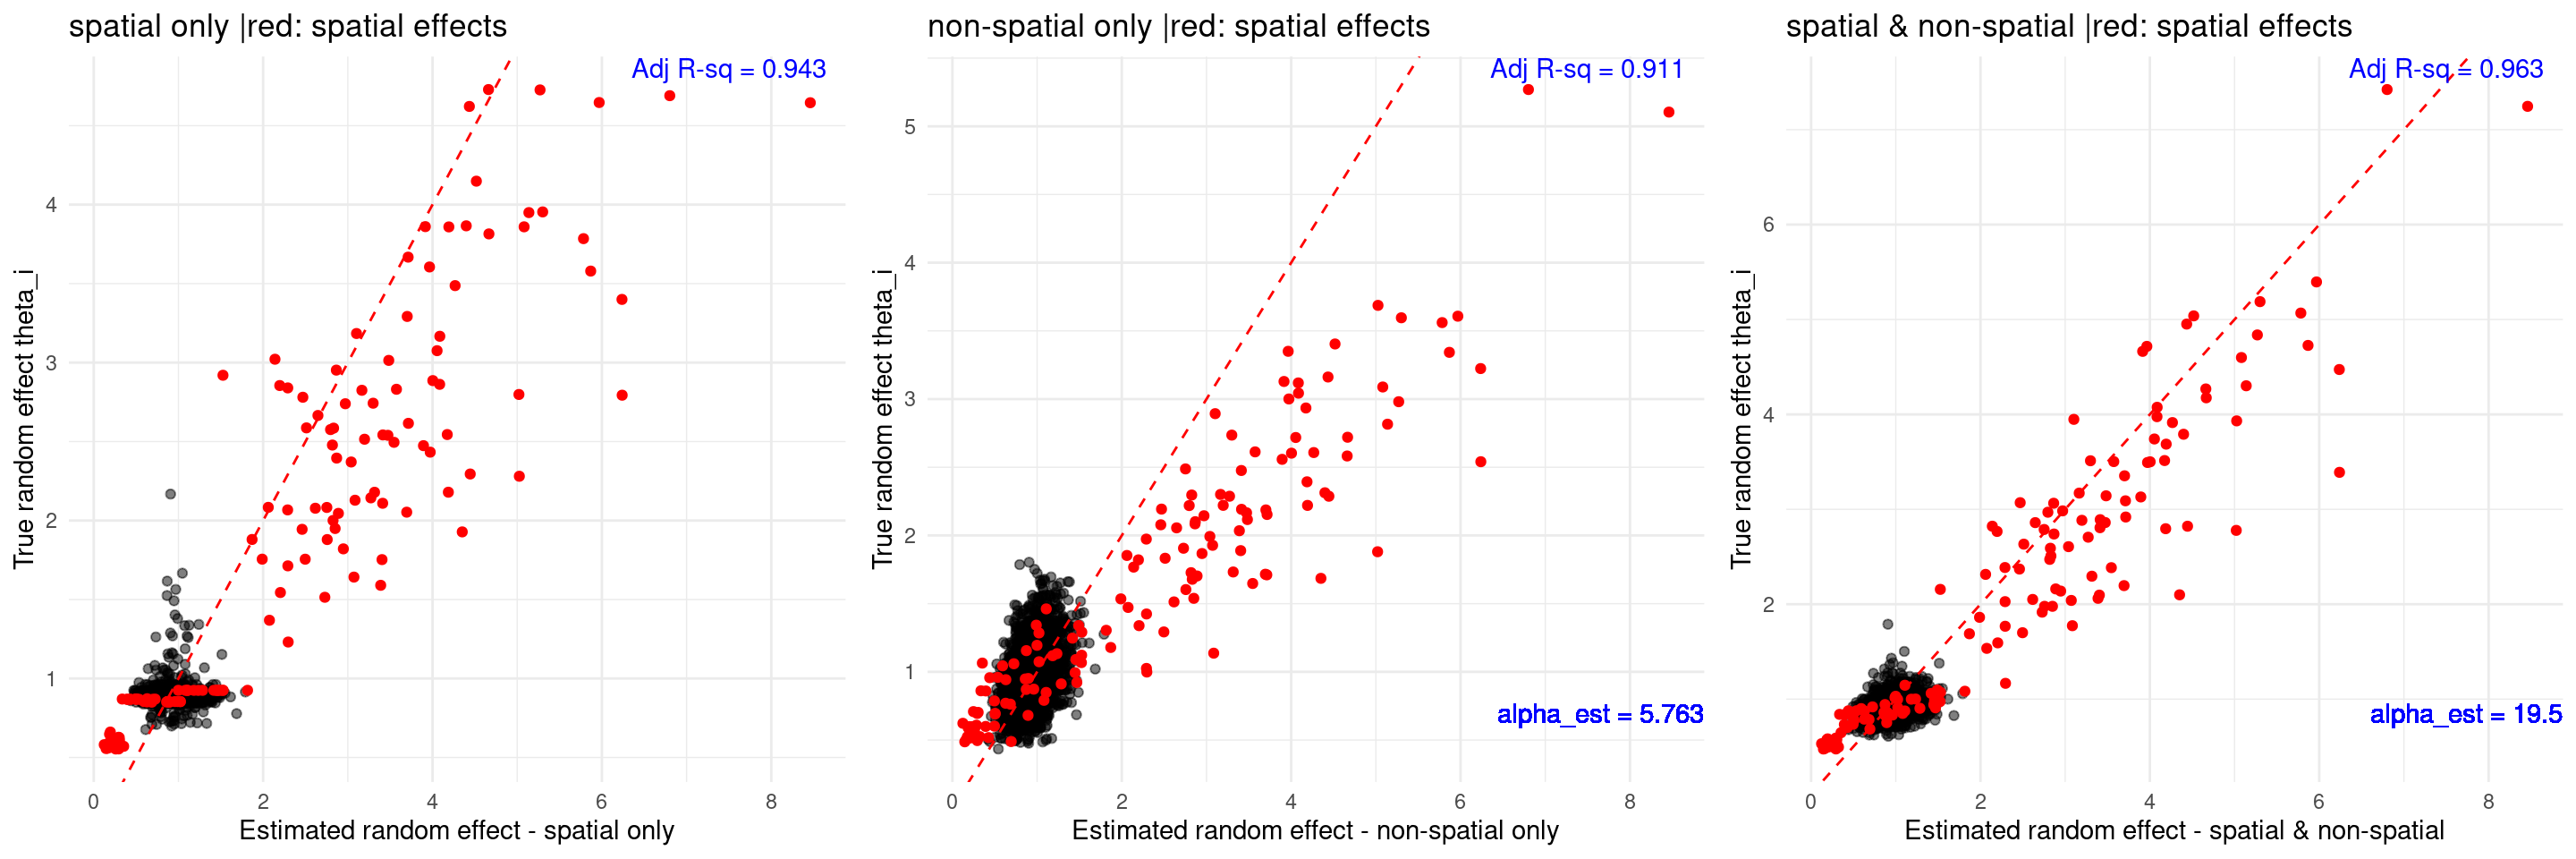 spatial only |red: spatial effects
Adj R-sq = 0.943
True random effect theta_i
4
3
2
1
0
2
4
6
8
Estimated random effect - spatial only
non-spatial only |red: spatial effects
Adj R-sq = 0.911
True random effect theta_i
5
4
3
2
1
alpha_est = 5.763
0
2
4
6
8
Estimated random effect - non-spatial only
spatial & non-spatial |red: spatial effects
Adj R-sq = 0.963
True random effect theta_i
6
4
2
alpha_est = 19.5
0
2
4
6
8
Estimated random effect - spatial & non-spatial